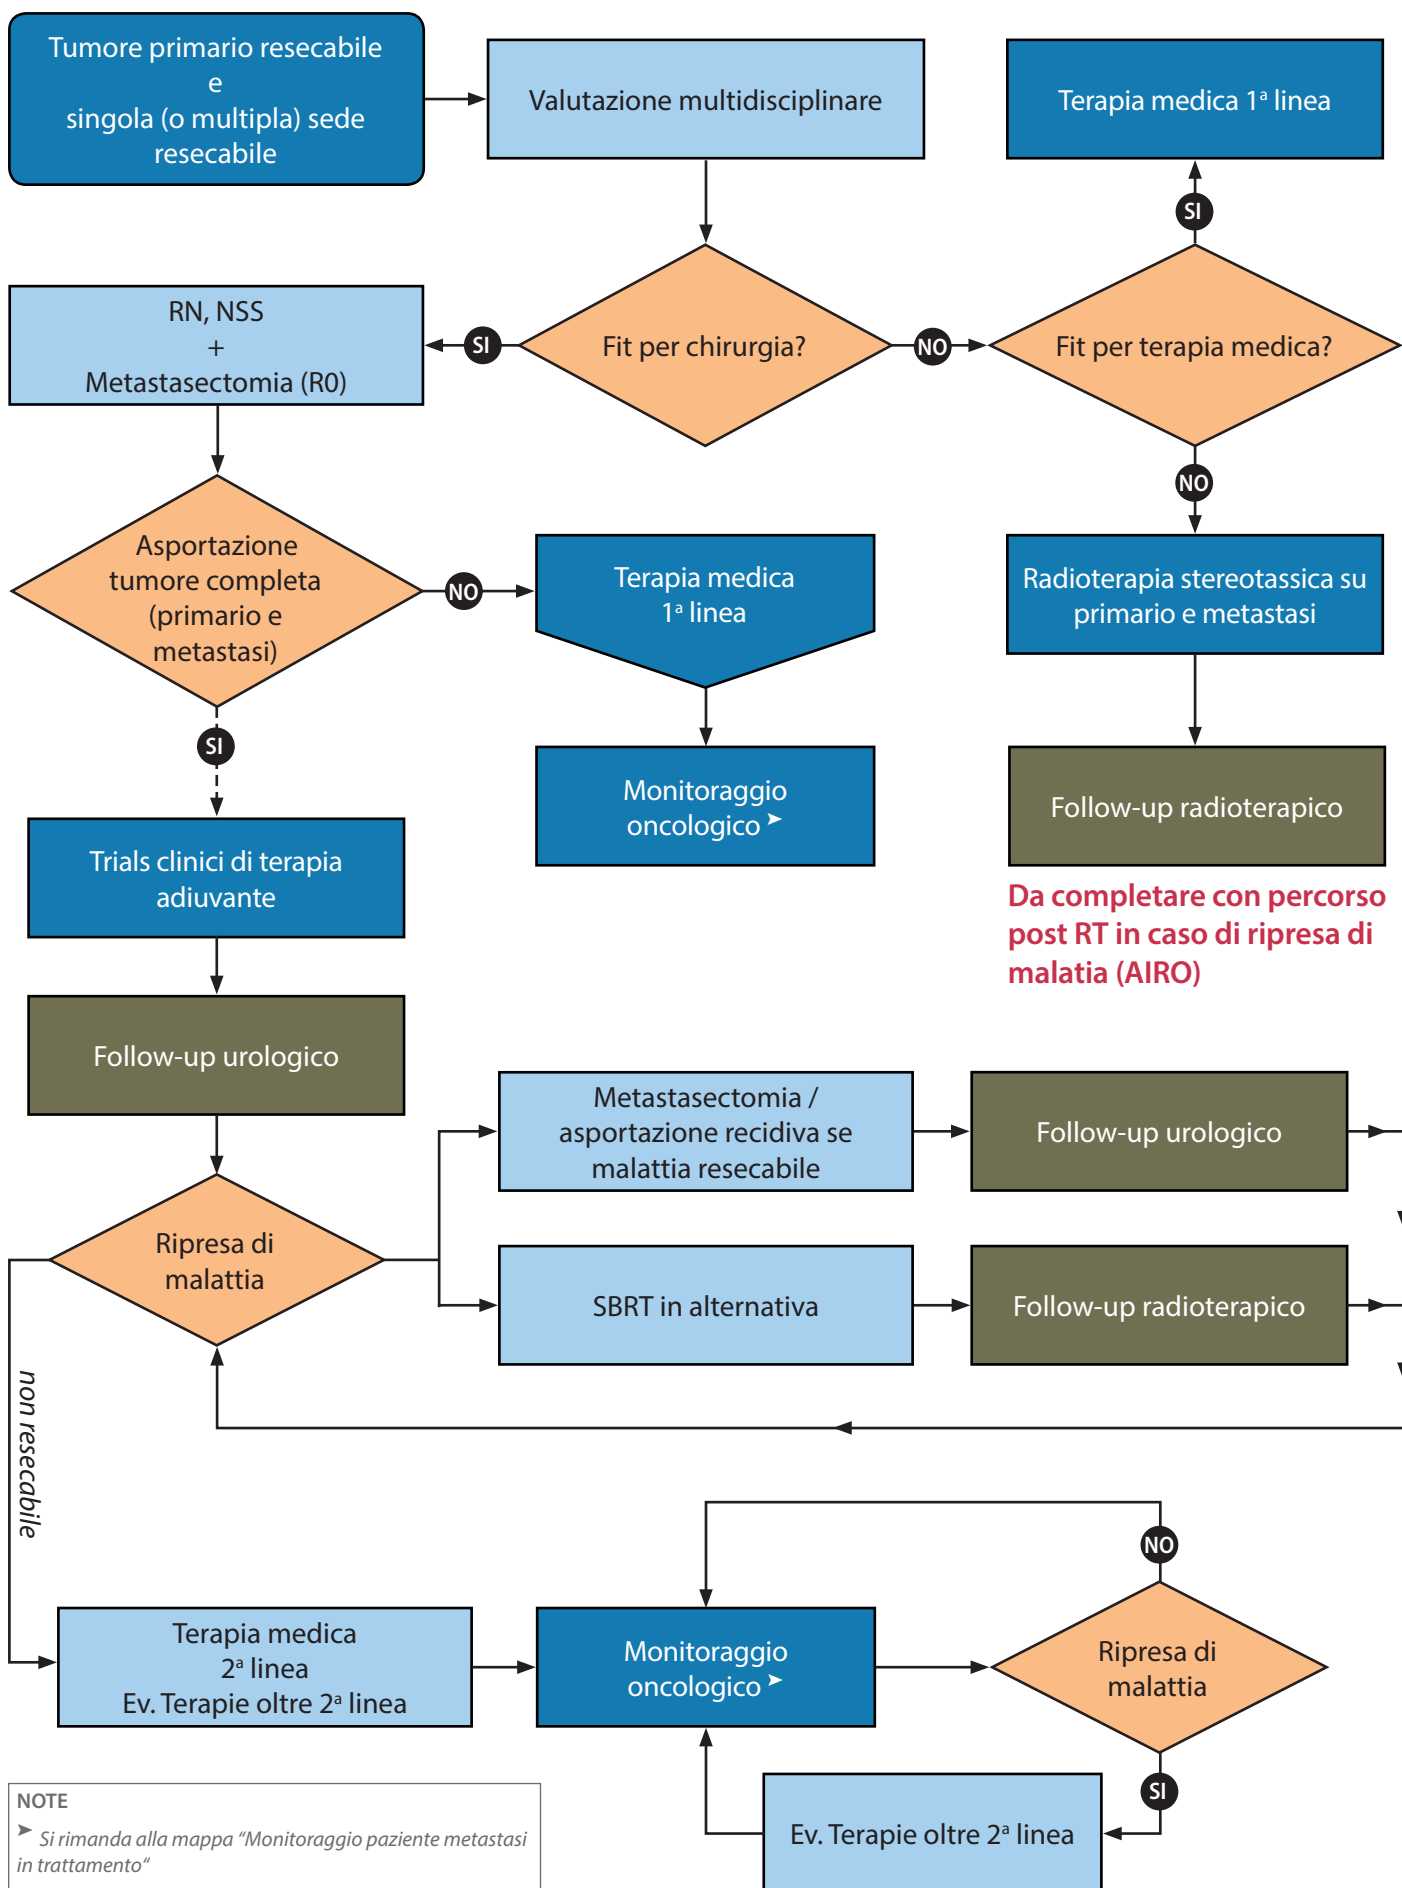 Tumore primario resecabile
e
singola (o multipla) sede
resecabile
Valutazione multidisciplinare
Terapia medica 1ª linea
SI
RN, NSS
+
Metastasectomia (R0)
SI
Fit per chirurgia?
NO
Fit per terapia medica?
NO
Asportazione
tumore completa
(primario e
metastasi)
NO
Terapia medica
1ª linea
Radioterapia stereotassica su
primario e metastasi
SI
Monitoraggio
oncologico ➤
Follow-up radioterapico
Trials clinici di terapia
adiuvante
Da completare con percorso
post RT in caso di ripresa di
malatia (AIRO)
Follow-up urologico
Metastasectomia /
asportazione recidiva se
malattia resecabile
Follow-up urologico
Ripresa di
malattia
SBRT in alternativa
Follow-up radioterapico
non resecabile
NO
Terapia medica
2ª linea
Ev. Terapie oltre 2ª linea
Monitoraggio
oncologico ➤
Ripresa di
malattia
SI
Ev. Terapie oltre 2ª linea
NOTE
➤ Si rimanda alla mappa “Monitoraggio paziente metastasi
in trattamento“